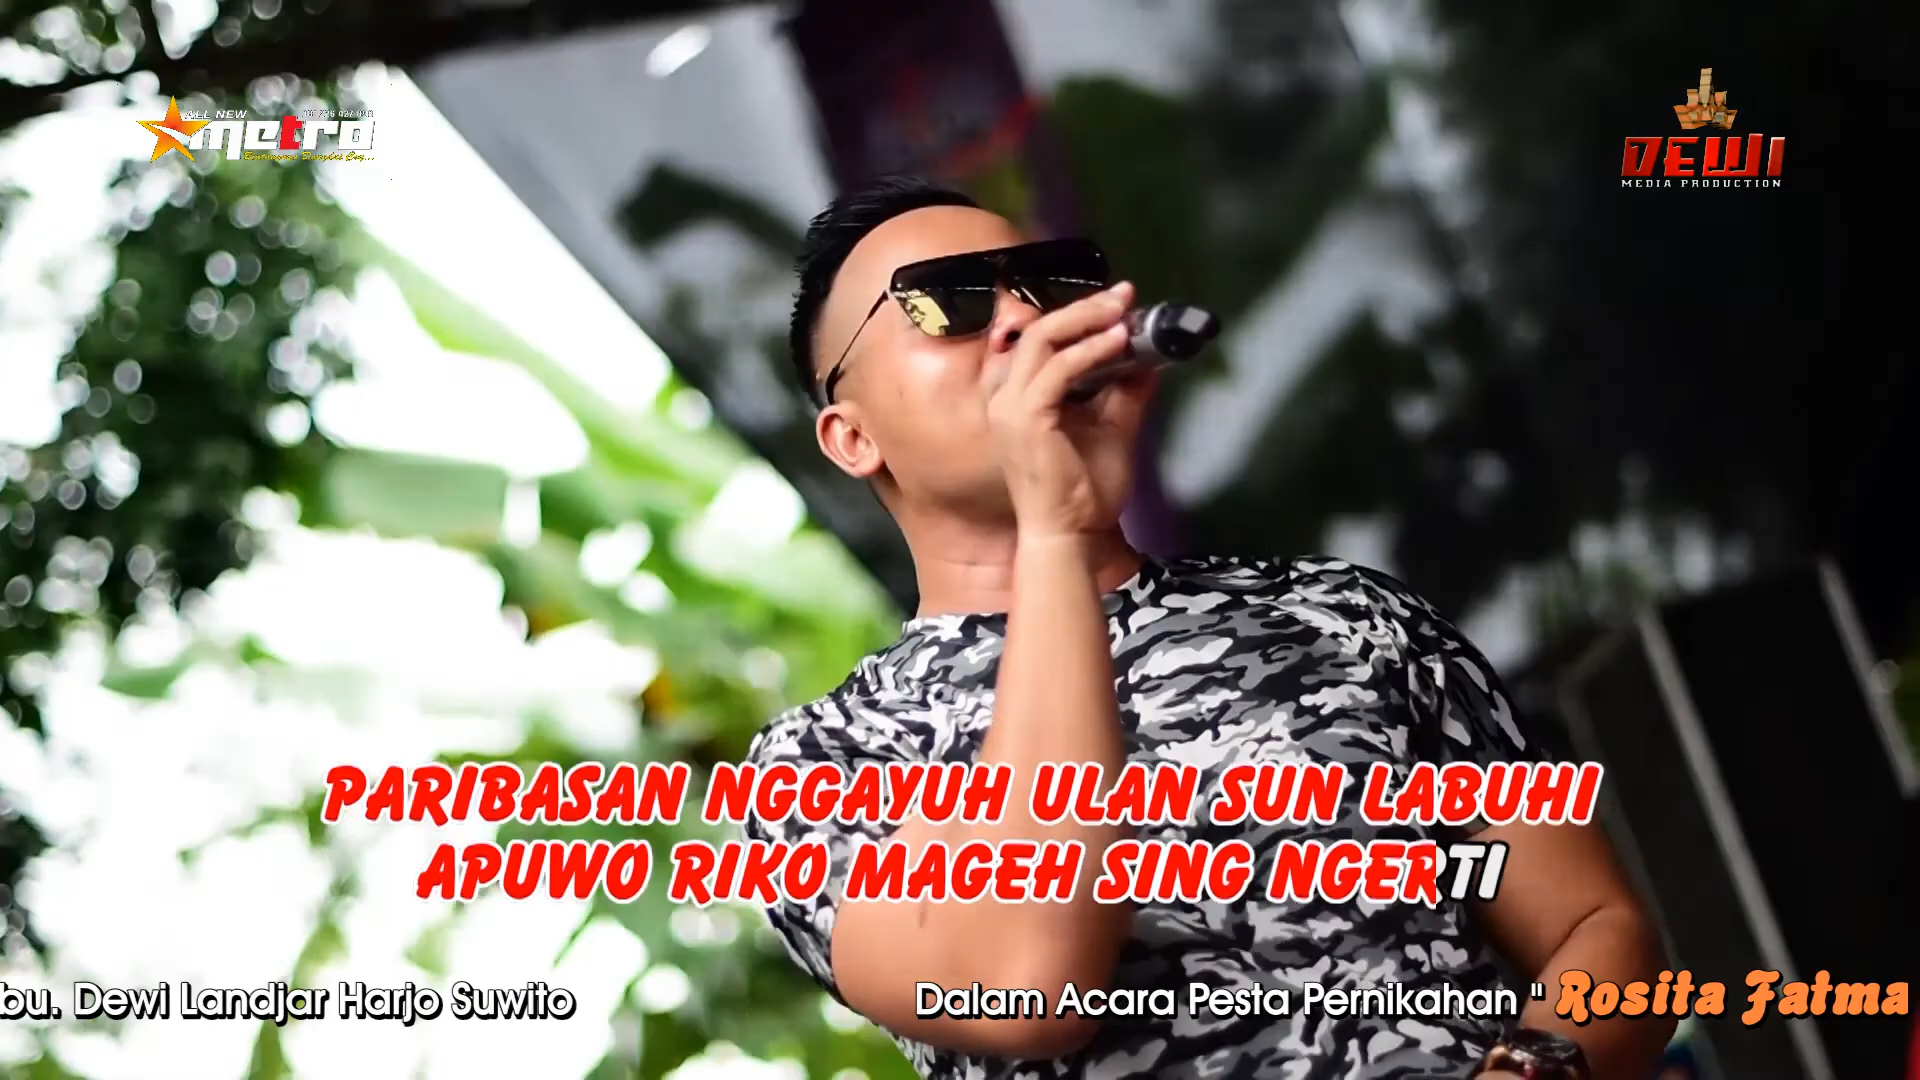 ALL NEW
metro
DEWI
MEDIA PRODUCTION
PARIBASAN NGGAYUH ULAN SUN LABUHI
APUWO RIKO MAGEH SING NGERTI
bu. Dewi Landjar Harjo Suwito Dalam Acara Pesta Pernikahan " Rosita Fatma